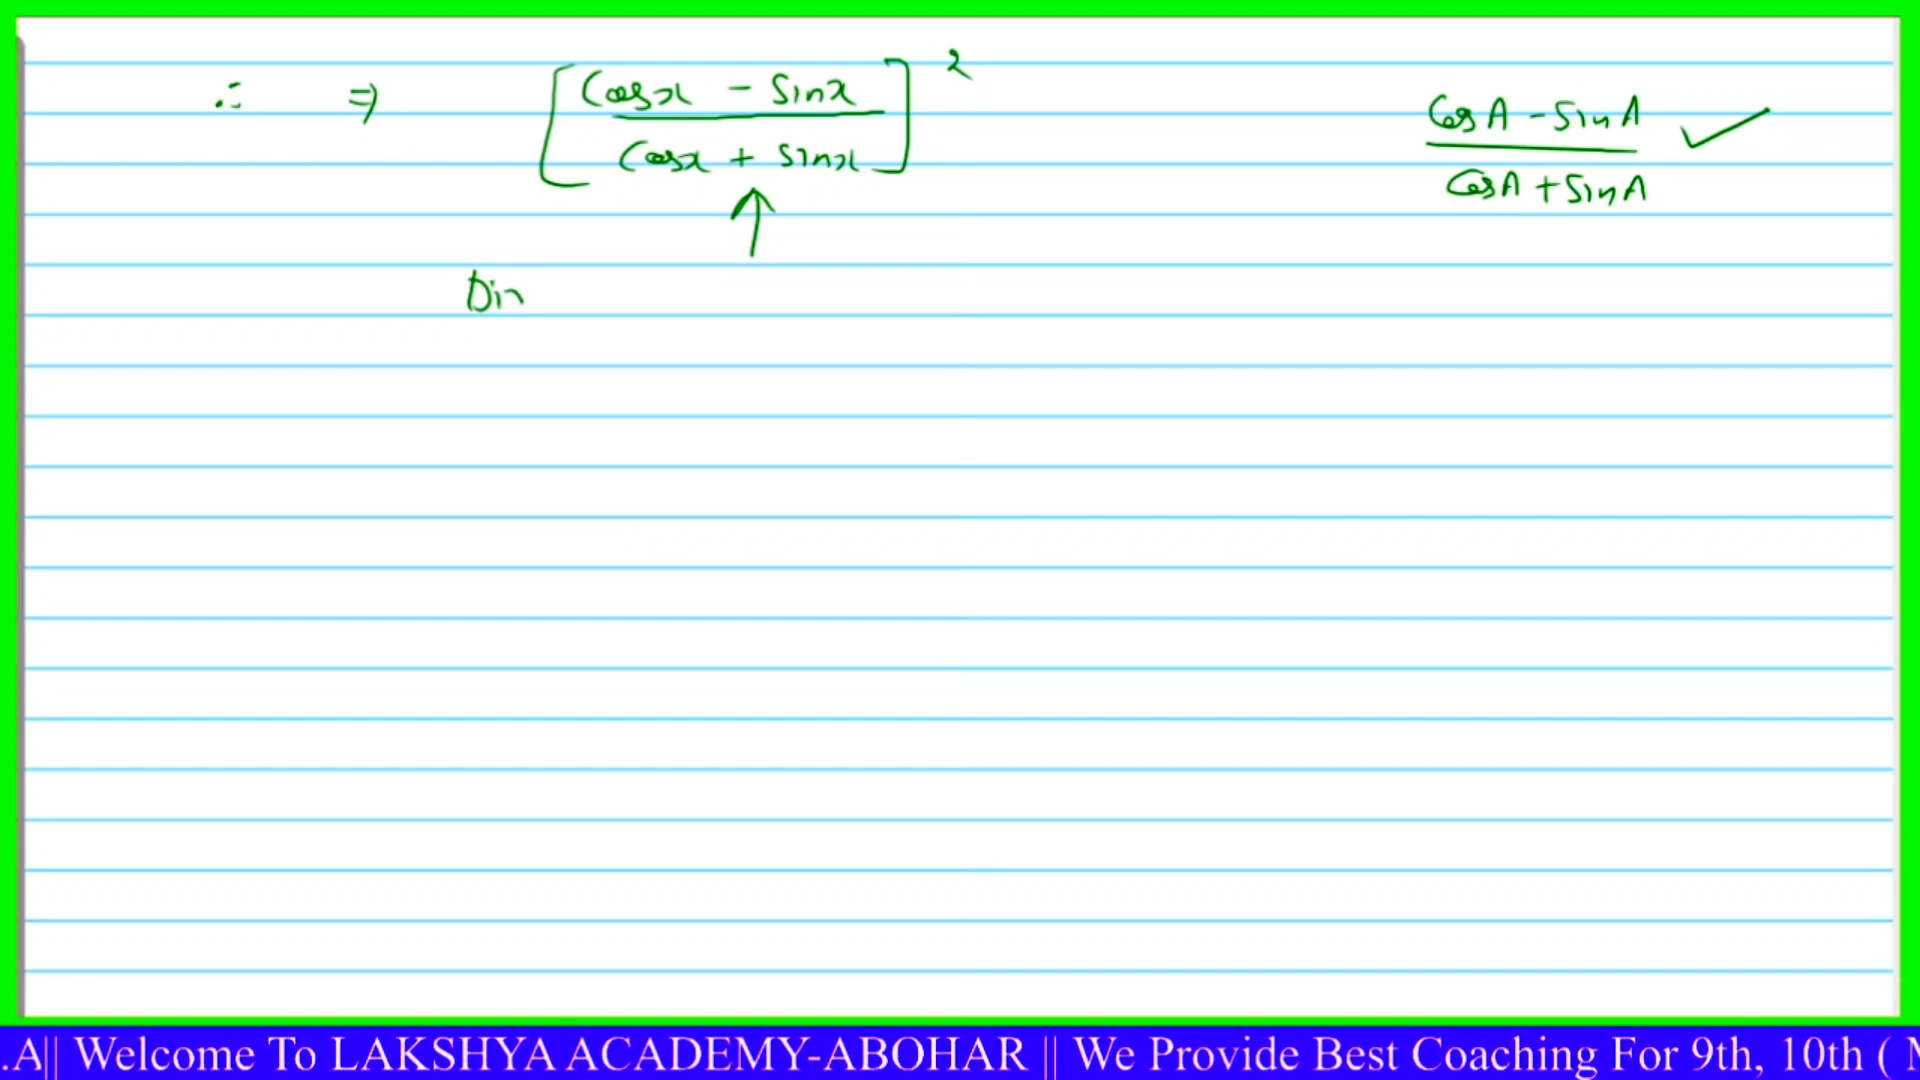 ∴ ⇒ [Cosx - Sinx / Cosx + Sinx]²
CosA - SinA / CosA + SinA ✓
↑
Din
.A|| Welcome To LAKSHYA ACADEMY-ABOHAR || We Provide Best Coaching For 9th, 10th ( M